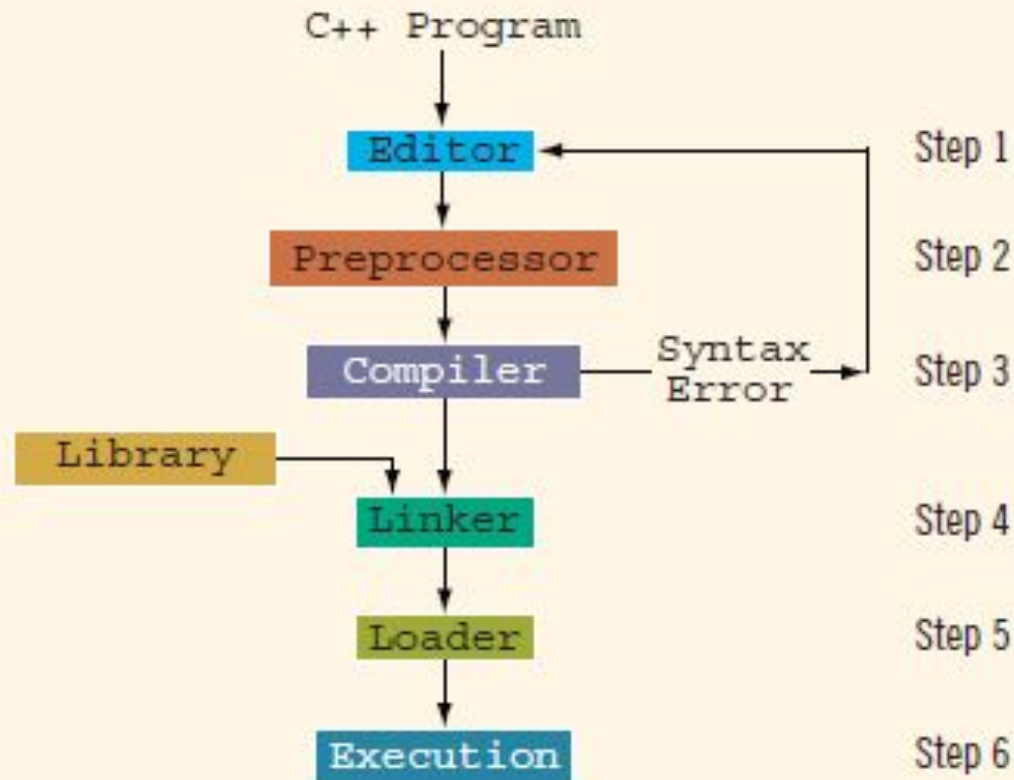 C++ Program
Editor
Step 1
Preprocessor
Step 2
Compiler
Syntax
Error
Step 3
Library
Linker
Step 4
Loader
Step 5
Execution
Step 6